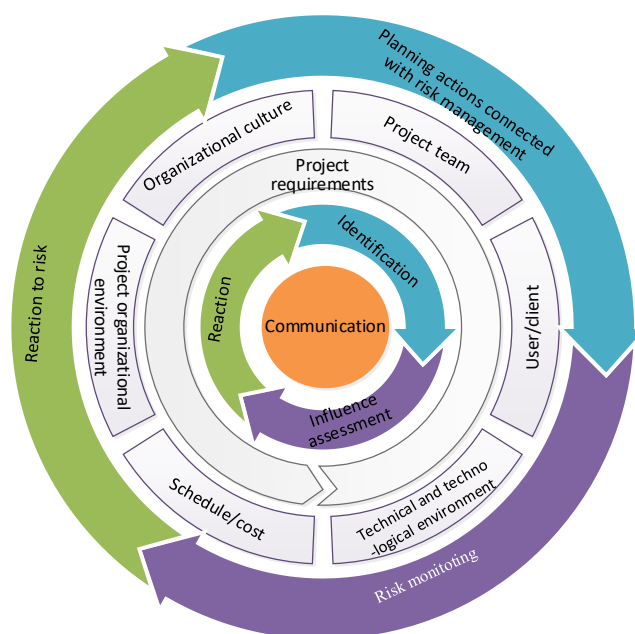 Planning actions connected
with risk management
Organizational culture
Project team
Project
requirements
Identification
Reaction to risk
Project organizational
environment
Reaction
Communication
User/client
Influence
assessment
Schedule/cost
Technical and techno
-logical environment
Risk monitoting